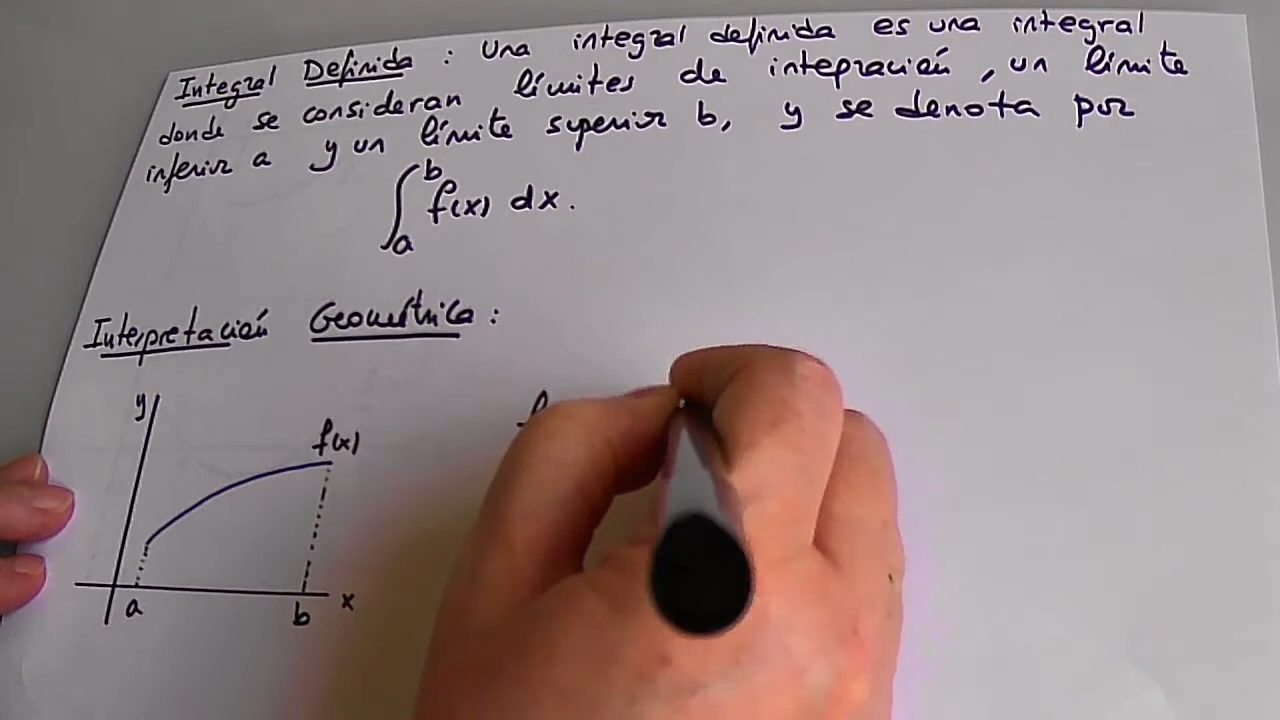 Integral Definida : Una integral definida es una integral
donde se consideran límites de integración, un límite
inferior a y un límite superior b, y se denota por
∫ₐᵇ f(x) dx.
Interpretación Geométrica :
y
f(x)
a b x